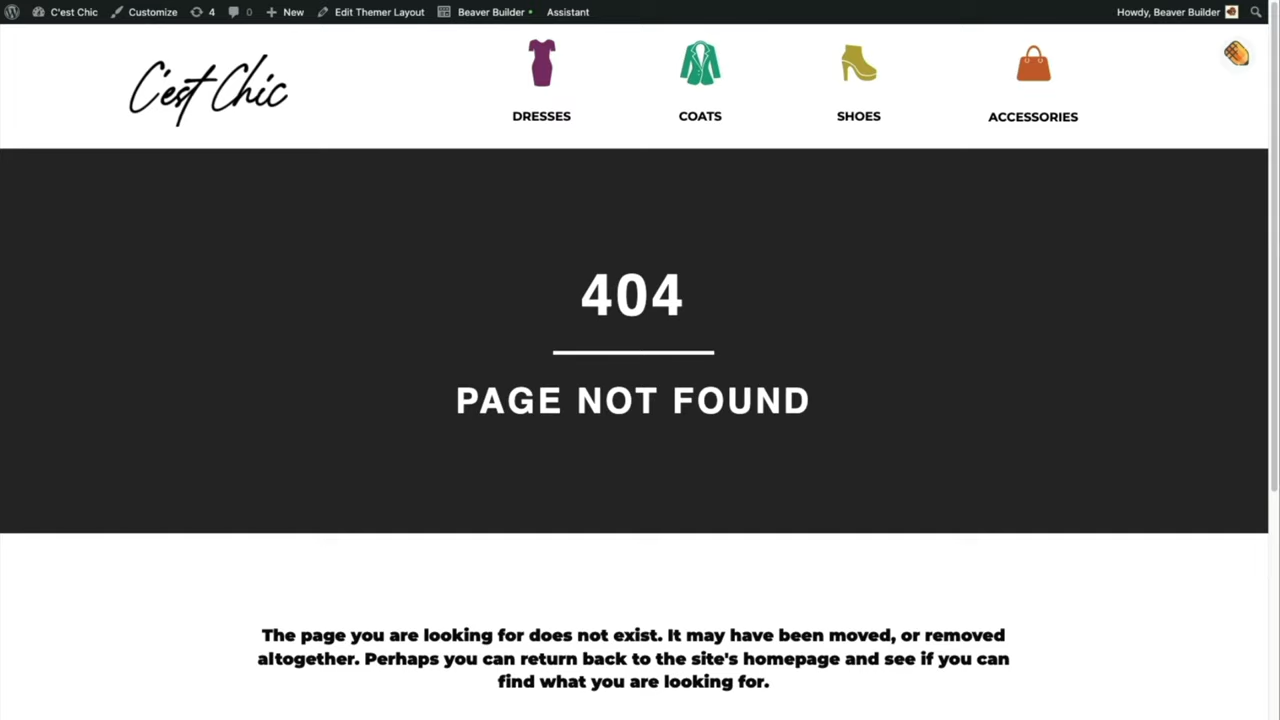 C'est Chic Customize 4 0 New Edit Themer Layout Beaver Builder Assistant Howdy, Beaver Builder
C'est Chic
DRESSES COATS SHOES ACCESSORIES
404
PAGE NOT FOUND
The page you are looking for does not exist. It may have been moved, or removed
altogether. Perhaps you can return back to the site's homepage and see if you can
find what you are looking for.